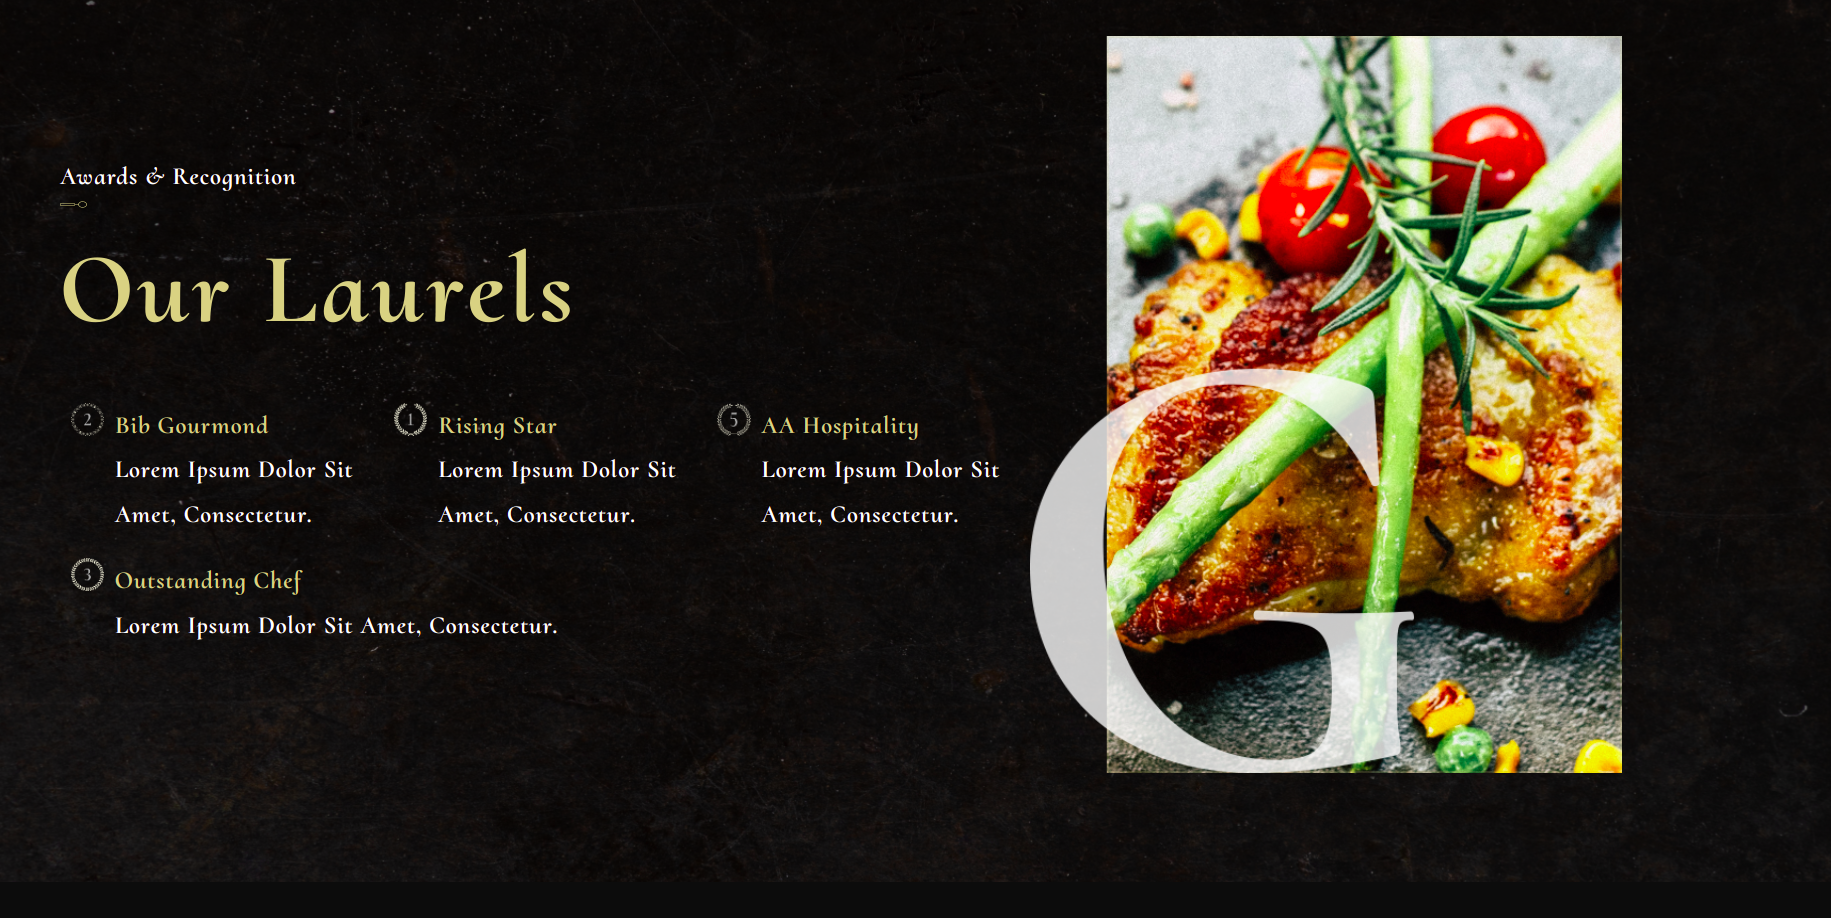 Awards & Recognition
Our Laurels
2 Bib Gourmond
Lorem Ipsum Dolor Sit
Amet, Consectetur.
1 Rising Star
Lorem Ipsum Dolor Sit
Amet, Consectetur.
5 AA Hospitality
Lorem Ipsum Dolor Sit
Amet, Consectetur.
3 Outstanding Chef
Lorem Ipsum Dolor Sit Amet, Consectetur.
G